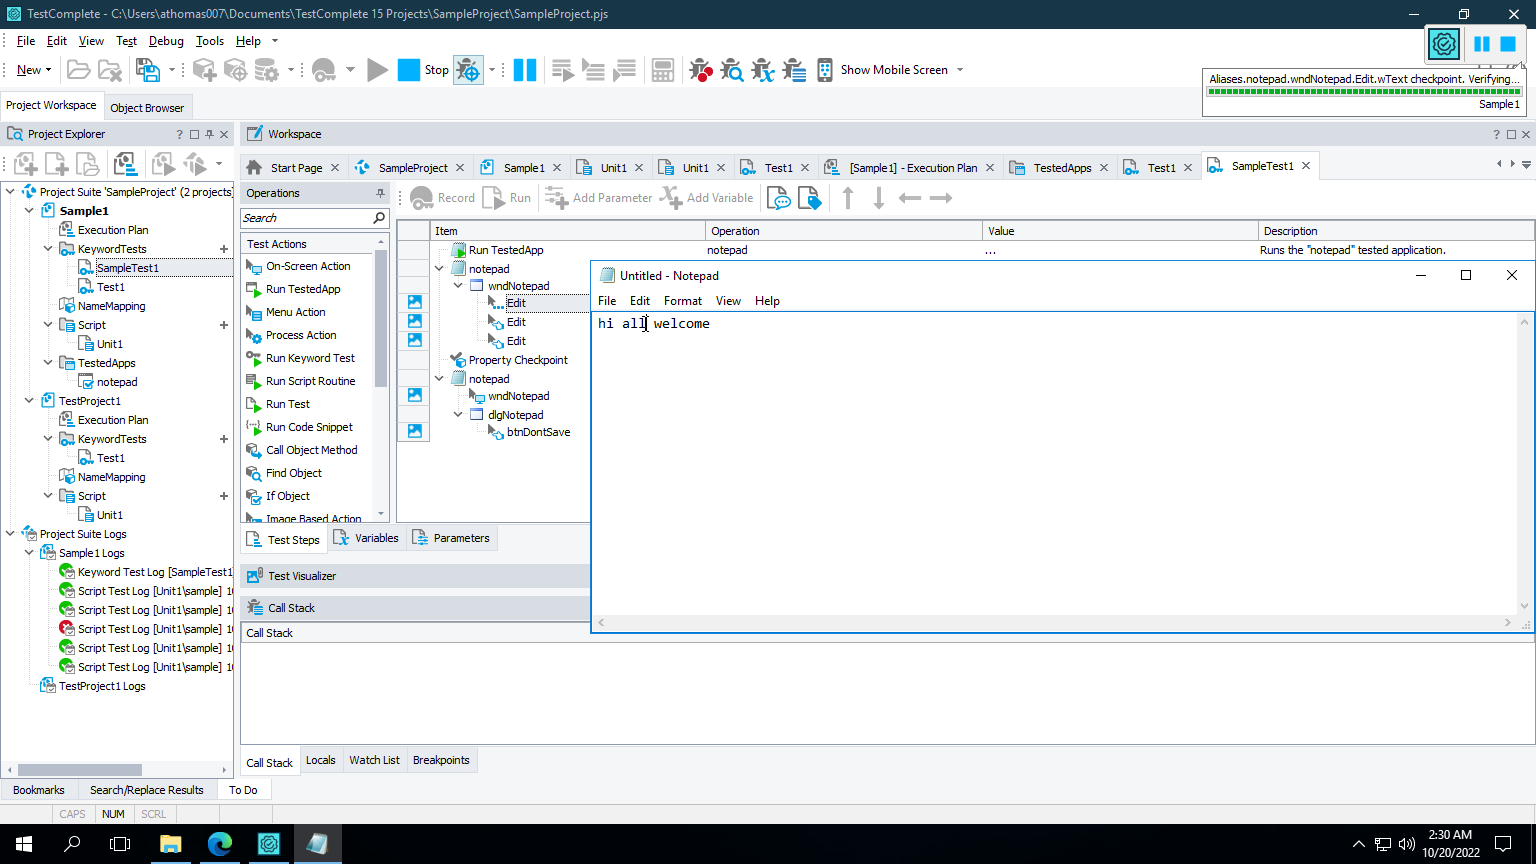 TestComplete - C:\Users\athomas007\Documents\TestComplete 15 Projects\SampleProject\SampleProject.pjs
File Edit View Test Debug Tools Help
New Stop Show Mobile Screen
Aliases.notepad.wndNotepad.Edit.wText checkpoint. Verifying...
Sample1
Project Workspace Object Browser
Project Explorer
Workspace
Start Page SampleProject Sample1 Unit1 Unit1 Test1 [Sample1] - Execution Plan TestedApps Test1 SampleTest1
Project Suite 'SampleProject' (2 projects)
Sample1
Execution Plan
KeywordTests
SampleTest1
Test1
NameMapping
Script
Unit1
TestedApps
notepad
TestProject1
Execution Plan
KeywordTests
Test1
NameMapping
Script
Unit1
Project Suite Logs
Sample1 Logs
Keyword Test Log [SampleTest1]
Script Test Log [Unit1\sample] 10
Script Test Log [Unit1\sample] 10
Script Test Log [Unit1\sample] 10
Script Test Log [Unit1\sample] 10
Script Test Log [Unit1\sample] 10
TestProject1 Logs
Operations
Search
Test Actions
On-Screen Action
Run TestedApp
Menu Action
Process Action
Run Keyword Test
Run Script Routine
Run Test
Run Code Snippet
Call Object Method
Find Object
If Object
Image Based Action
Record Run Add Parameter Add Variable
Item Operation Value Description
Run TestedApp notepad ... Runs the "notepad" tested application.
notepad
wndNotepad
Edit
Edit
Edit
Property Checkpoint
notepad
wndNotepad
dlgNotepad
btnDontSave
Untitled - Notepad
File Edit Format View Help
hi all welcome
Test Steps Variables Parameters
Test Visualizer
Call Stack
Call Stack
Call Stack Locals Watch List Breakpoints
Bookmarks Search/Replace Results To Do
CAPS NUM SCRL
2:30 AM
10/20/2022